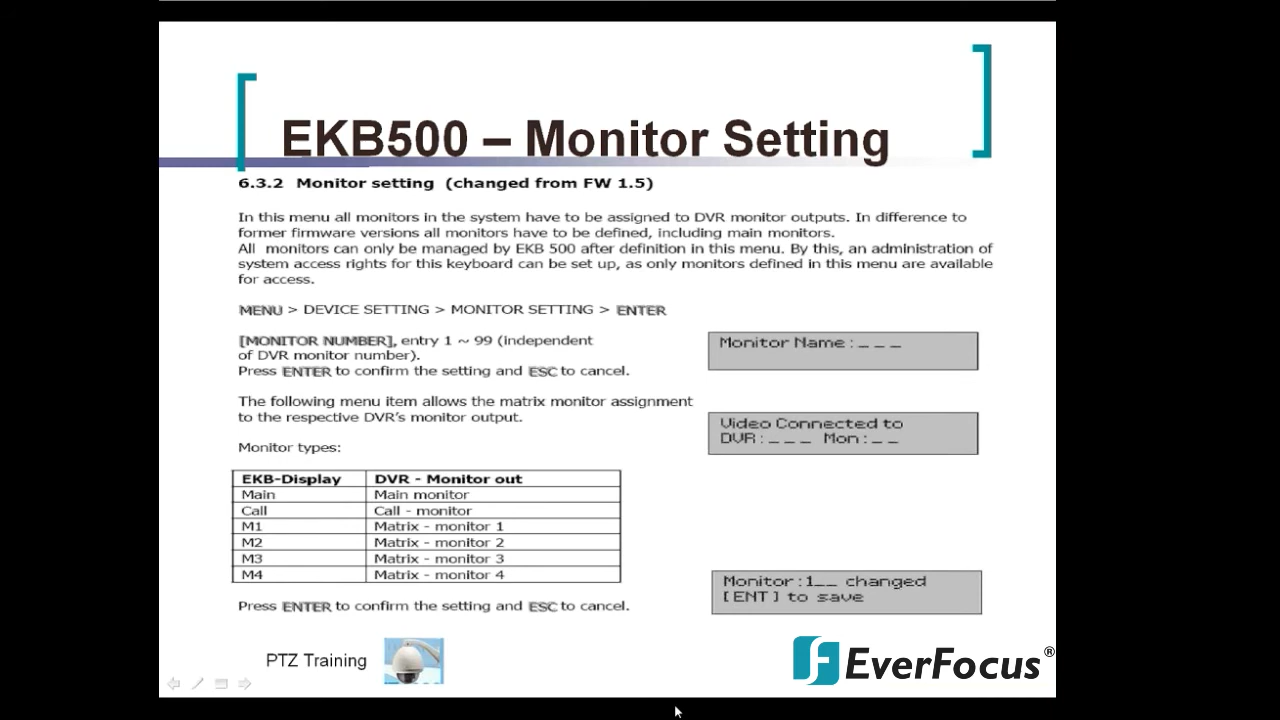 EKB500 – Monitor Setting
6.3.2 Monitor setting (changed from FW 1.5)
In this menu all monitors in the system have to be assigned to DVR monitor outputs. In difference to
former firmware versions all monitors have to be defined, including main monitors.
All monitors can only be managed by EKB 500 after definition in this menu. By this, an administration of
system access rights for this keyboard can be set up, as only monitors defined in this menu are available
for access.
MENU > DEVICE SETTING > MONITOR SETTING > ENTER
[MONITOR NUMBER], entry 1 ~ 99 (independent
of DVR monitor number).
Press ENTER to confirm the setting and ESC to cancel.
Monitor Name:_ _ _
The following menu item allows the matrix monitor assignment
to the respective DVR's monitor output.
Video Connected to
DVR:_ _ _ Mon:_ _
Monitor types:
EKB-Display DVR - Monitor out
Main Main monitor
Call Call - monitor
M1 Matrix - monitor 1
M2 Matrix - monitor 2
M3 Matrix - monitor 3
M4 Matrix - monitor 4
Monitor:1_ _ changed
[ENT] to save
Press ENTER to confirm the setting and ESC to cancel.
PTZ Training
EverFocus®